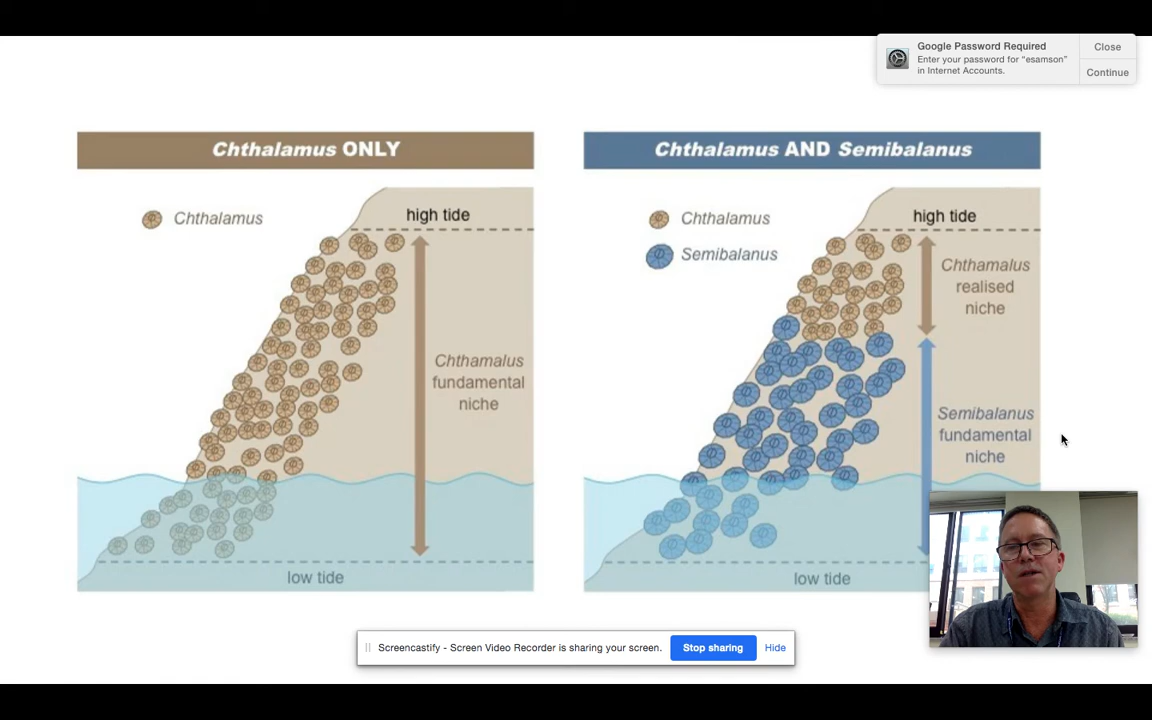 Google Password Required
Enter your password for "esamson"
in Internet Accounts.
Close
Continue
Chthalamus ONLY
Chthalamus
high tide
Chthamalus
fundamental
niche
low tide
Chthalamus AND Semibalanus
Chthalamus
Semibalanus
high tide
Chthamalus
realised
niche
Semibalanus
fundamental
niche
low tide
Screencastify - Screen Video Recorder is sharing your screen.
Stop sharing
Hide